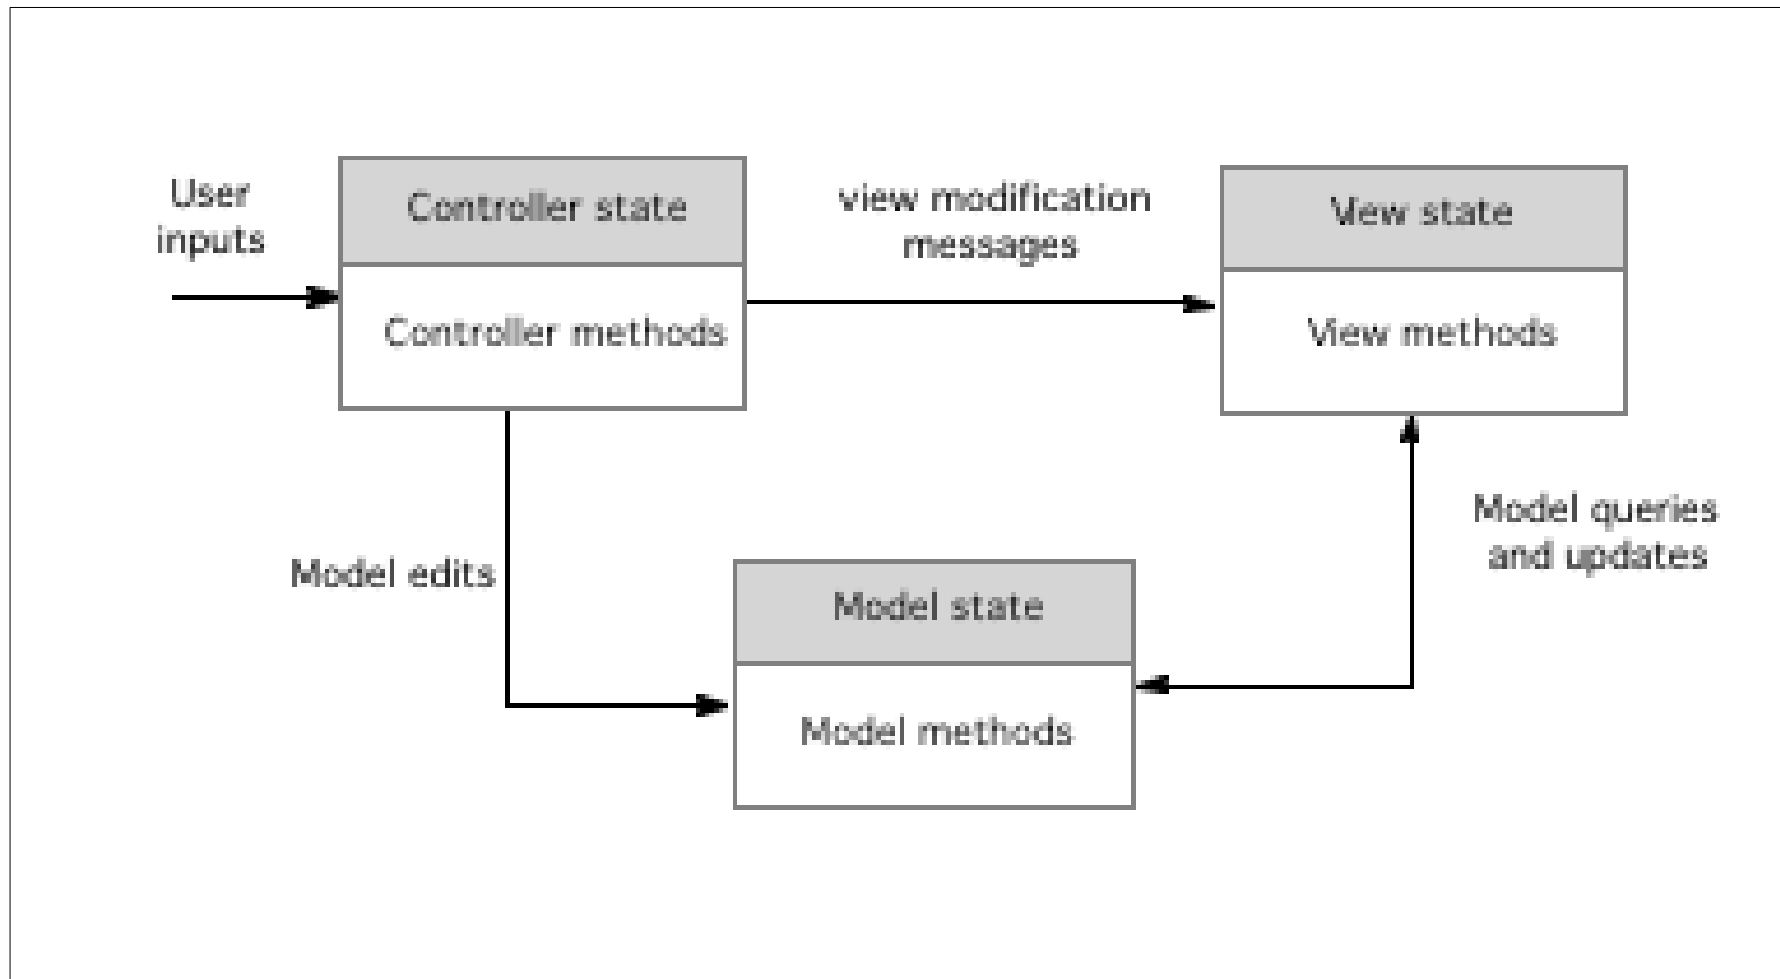 User
inputs
Controller state
Controller methods
view modification
messages
View state
View methods
Model edits
Model state
Model methods
Model queries
and updates